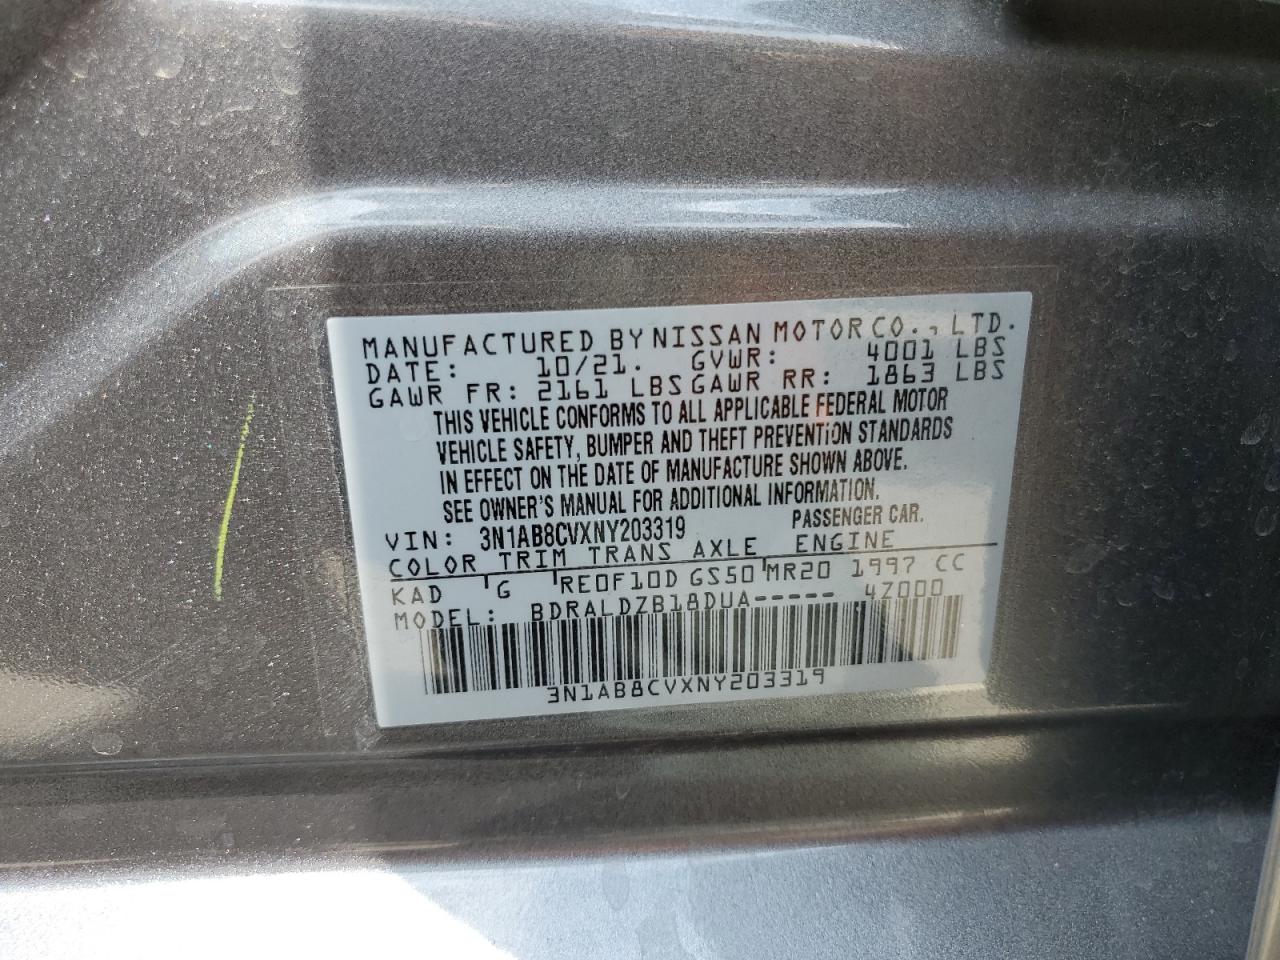 MANUFACTURED BY NISSAN MOTOR CO., LTD.
DATE: 10/21. GVWR: 4001 LBS
GAWR FR: 2161 LBS GAWR RR: 1863 LBS
THIS VEHICLE CONFORMS TO ALL APPLICABLE FEDERAL MOTOR
VEHICLE SAFETY, BUMPER AND THEFT PREVENTION STANDARDS
IN EFFECT ON THE DATE OF MANUFACTURE SHOWN ABOVE.
SEE OWNER'S MANUAL FOR ADDITIONAL INFORMATION.
VIN: 3N1AB8CVXNY203319 PASSENGER CAR.
COLOR TRIM TRANS AXLE ENGINE
KAD G RE0F10D GS50 MR20 1997 CC
MODEL: BDRALDZB18DUA----- 4Z000
3N1AB8CVXNY203319